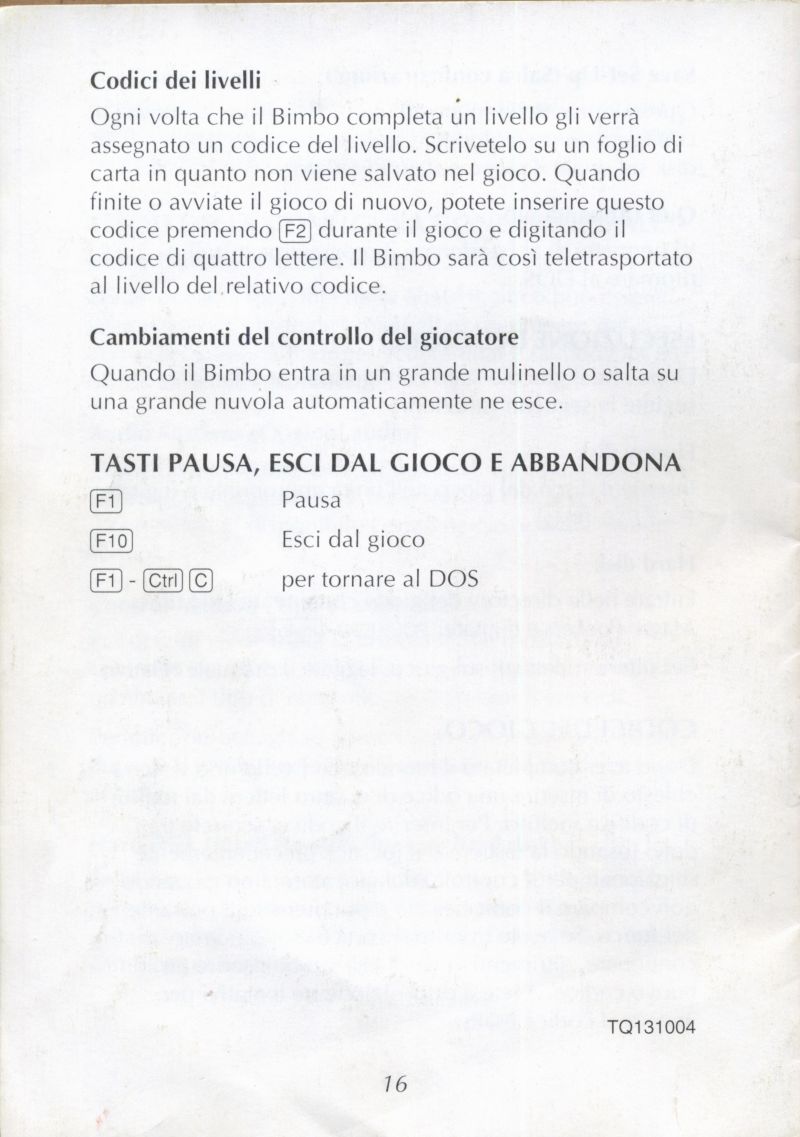 Codici dei livelli
Ogni volta che il Bimbo completa un livello gli verrà
assegnato un codice del livello. Scrivetelo su un foglio di
carta in quanto non viene salvato nel gioco. Quando
finite o avviate il gioco di nuovo, potete inserire questo
codice premendo F2 durante il gioco e digitando il
codice di quattro lettere. Il Bimbo sarà così teletrasportato
al livello del relativo codice.
Cambiamenti del controllo del giocatore
Quando il Bimbo entra in un grande mulinello o salta su
una grande nuvola automaticamente ne esce.
TASTI PAUSA, ESCI DAL GIOCO E ABBANDONA
F1 Pausa
F10 Esci dal gioco
F1 - Ctrl C per tornare al DOS
TQ131004
16